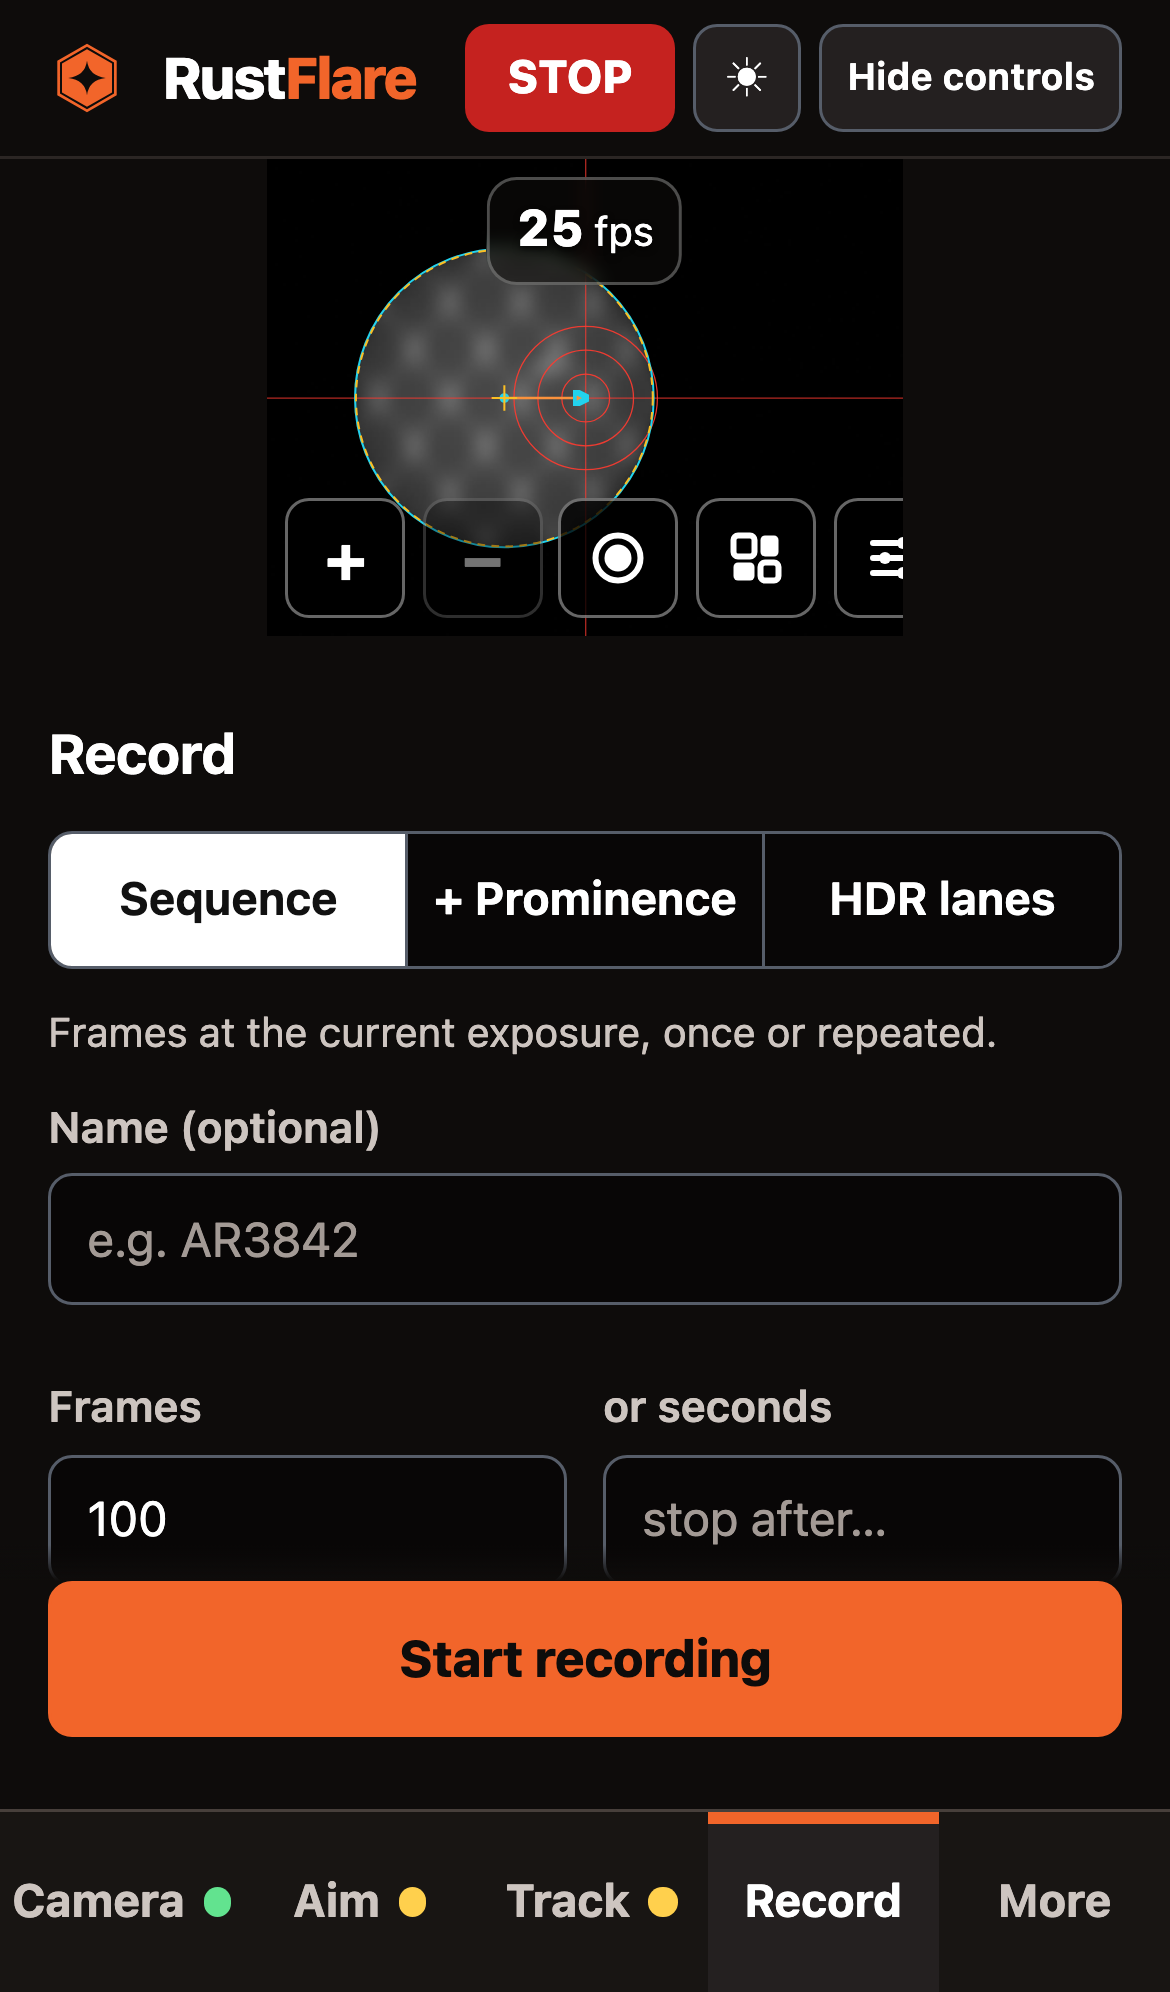 RustFlare
STOP
Hide controls
25 fps
Record
Sequence
+ Prominence
HDR lanes
Frames at the current exposure, once or repeated.
Name (optional)
e.g. AR3842
Frames
or seconds
100
stop after...
Start recording
Camera
Aim
Track
Record
More